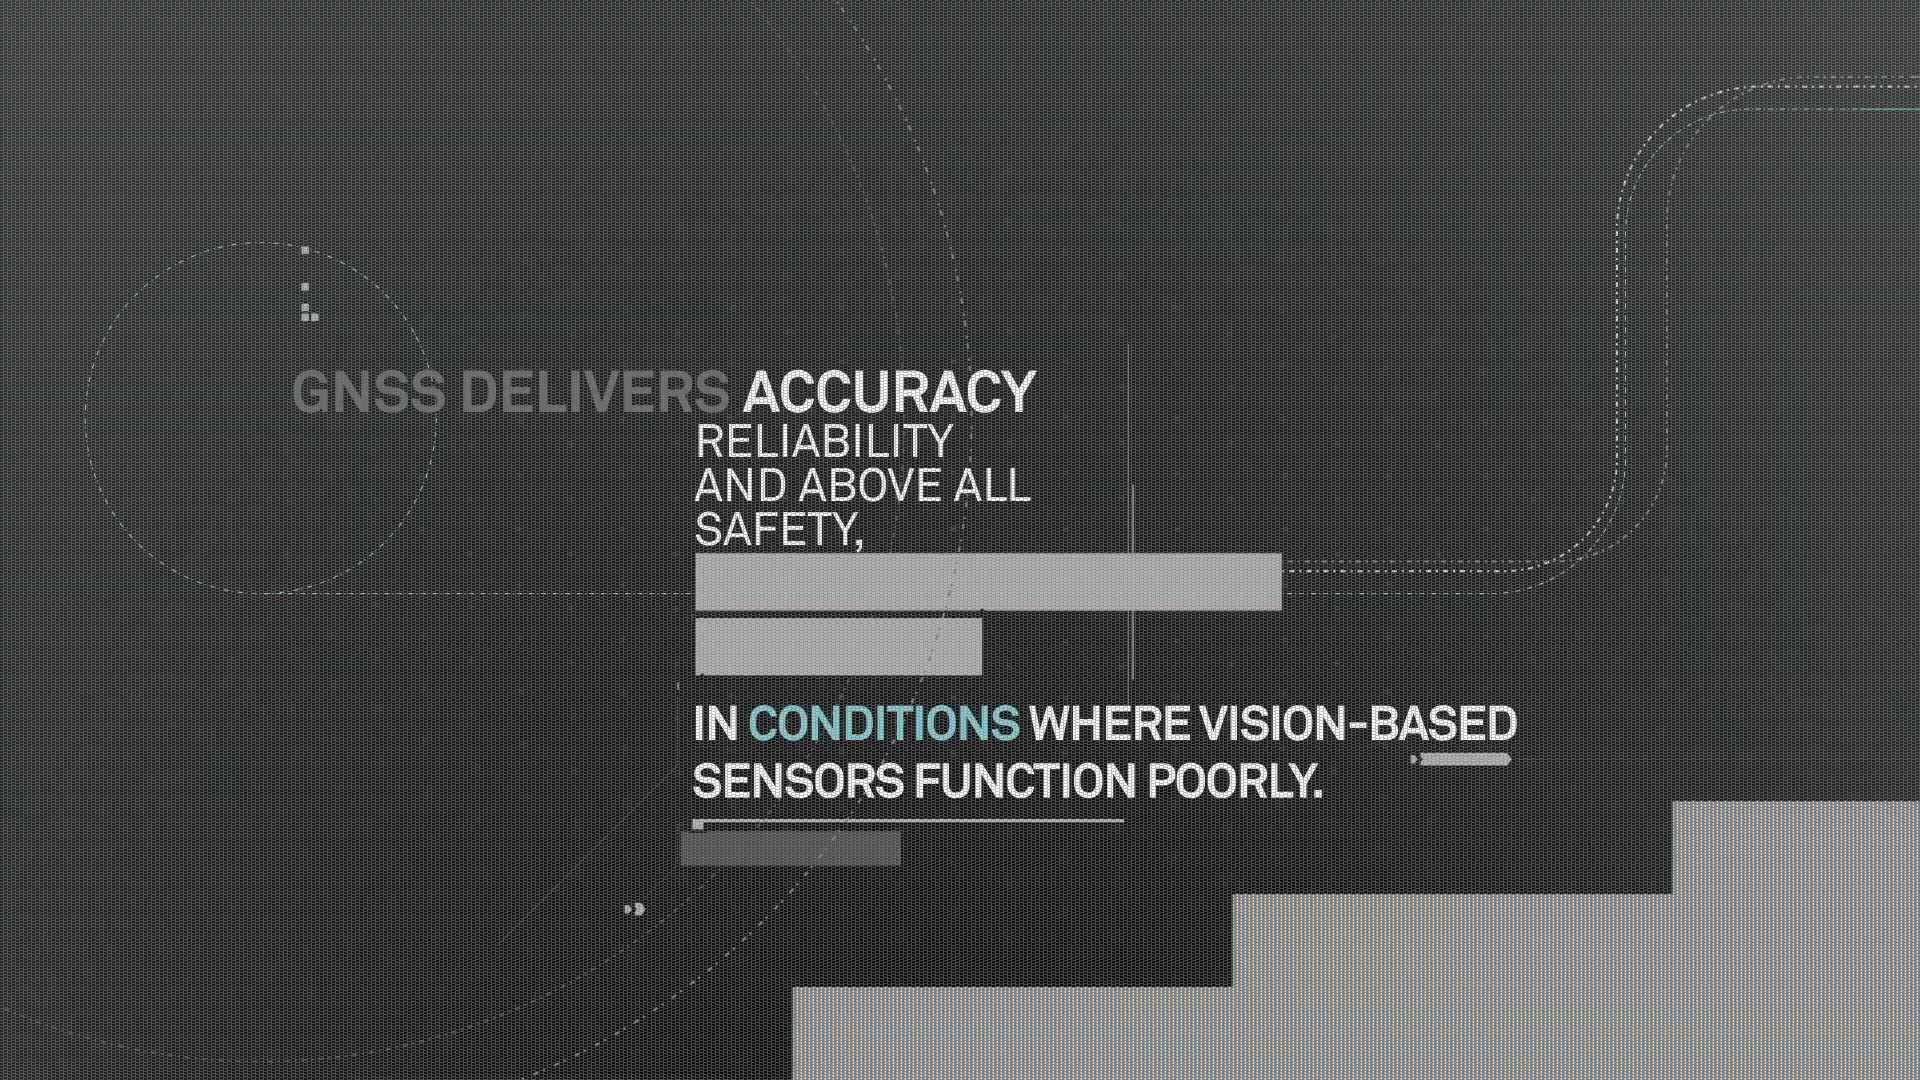 GNSS DELIVERS ACCURACY
RELIABILITY
AND ABOVE ALL
SAFETY,
IN CONDITIONS WHERE VISION-BASED
SENSORS FUNCTION POORLY.